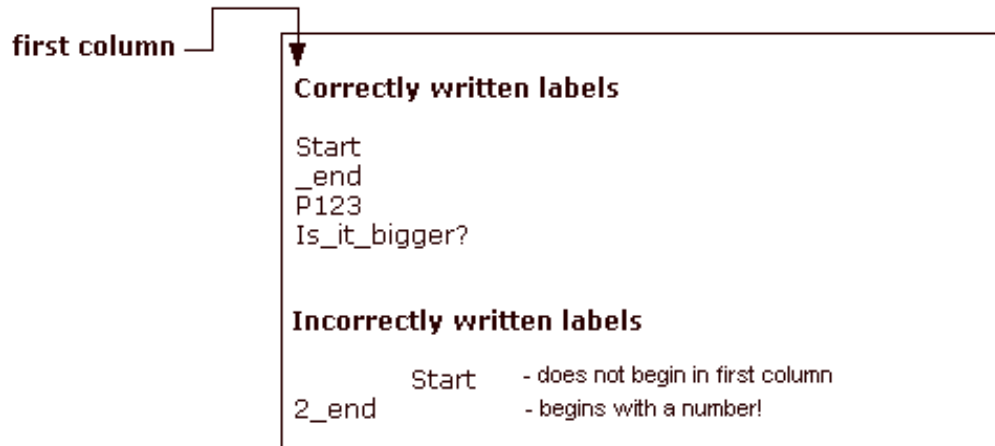 first column
Correctly written labels
Start
_end
P123
Is_it_bigger?
Incorrectly written labels
Start - does not begin in first column
2_end - begins with a number!